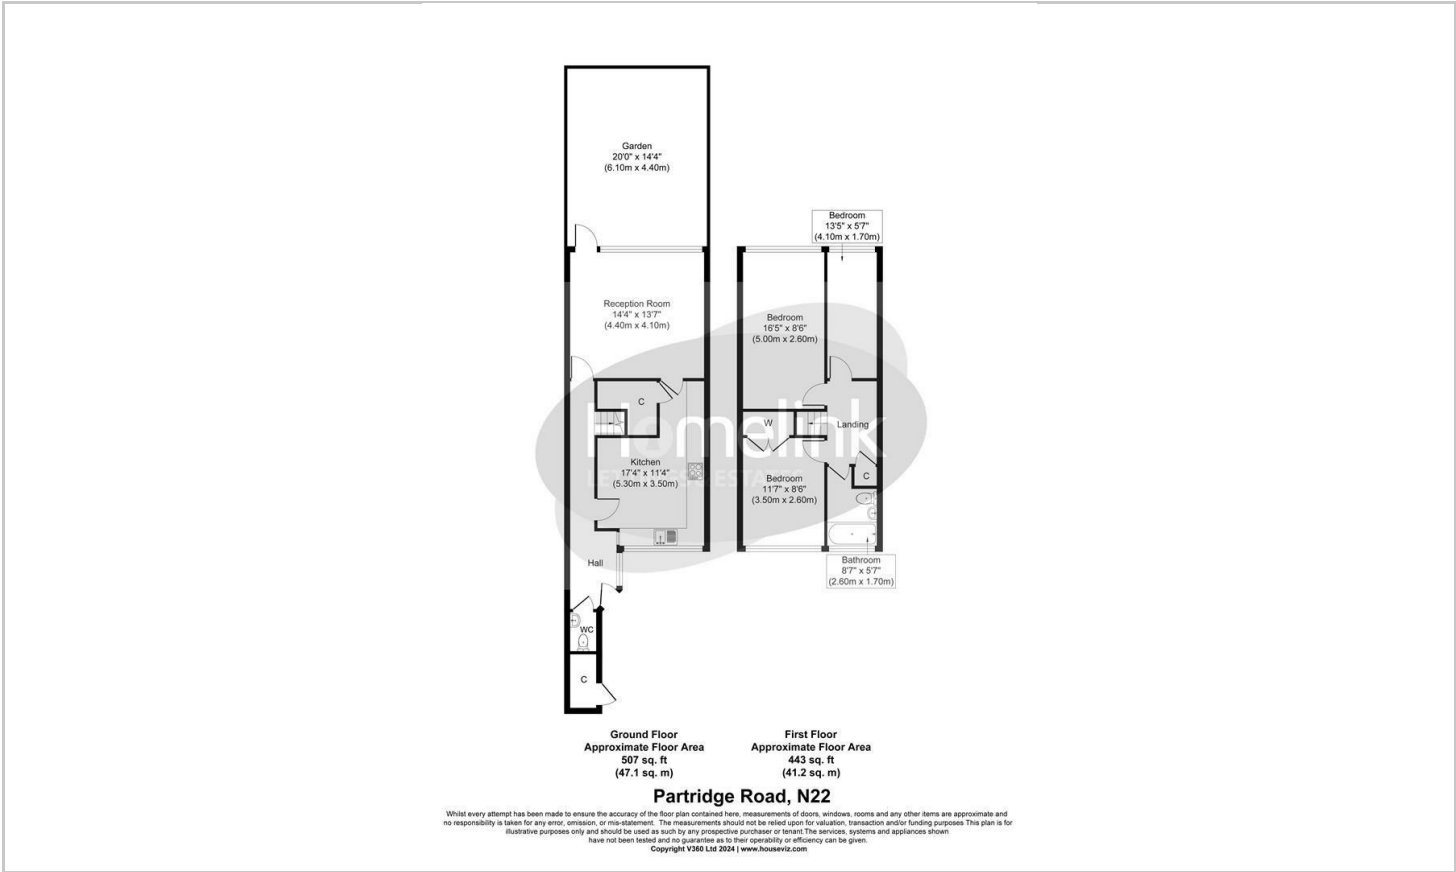 Garden
20'0" x 14'4"
(6.10m x 4.40m)
Bedroom
13'5" x 5'7"
(4.10m x 1.70m)
Reception Room
14'4" x 13'7"
(4.40m x 4.10m)
Bedroom
16'5" x 8'6"
(5.00m x 2.60m)
C
W
Landing
Homelink
LETTINGS & ESTATES
Kitchen
17'4" x 11'4"
(5.30m x 3.50m)
Bedroom
11'7" x 8'6"
(3.50m x 2.60m)
C
Hall
Bathroom
8'7" x 5'7"
(2.60m x 1.70m)
WC
C
Ground Floor
Approximate Floor Area
507 sq. ft
(47.1 sq. m)
First Floor
Approximate Floor Area
443 sq. ft
(41.2 sq. m)
Partridge Road, N22
Whilst every attempt has been made to ensure the accuracy of the floor plan contained here, measurements of doors, windows, rooms and any other items are approximate and
no responsibility is taken for any error, omission, or mis-statement. The measurements should not be relied upon for valuation, transaction and/or funding purposes This plan is for
illustrative purposes only and should be used as such by any prospective purchaser or tenant.The services, systems and appliances shown
have not been tested and no guarantee as to their operability or efficiency can be given.
Copyright V360 Ltd 2024 | www.houseviz.com